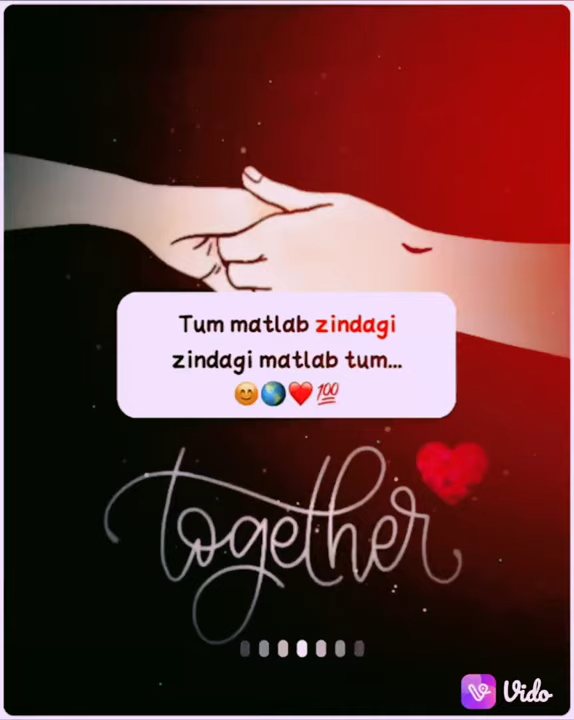 Tum matlab zindagi
zindagi matlab tum...
😊🌎❤️💯
together
Vido